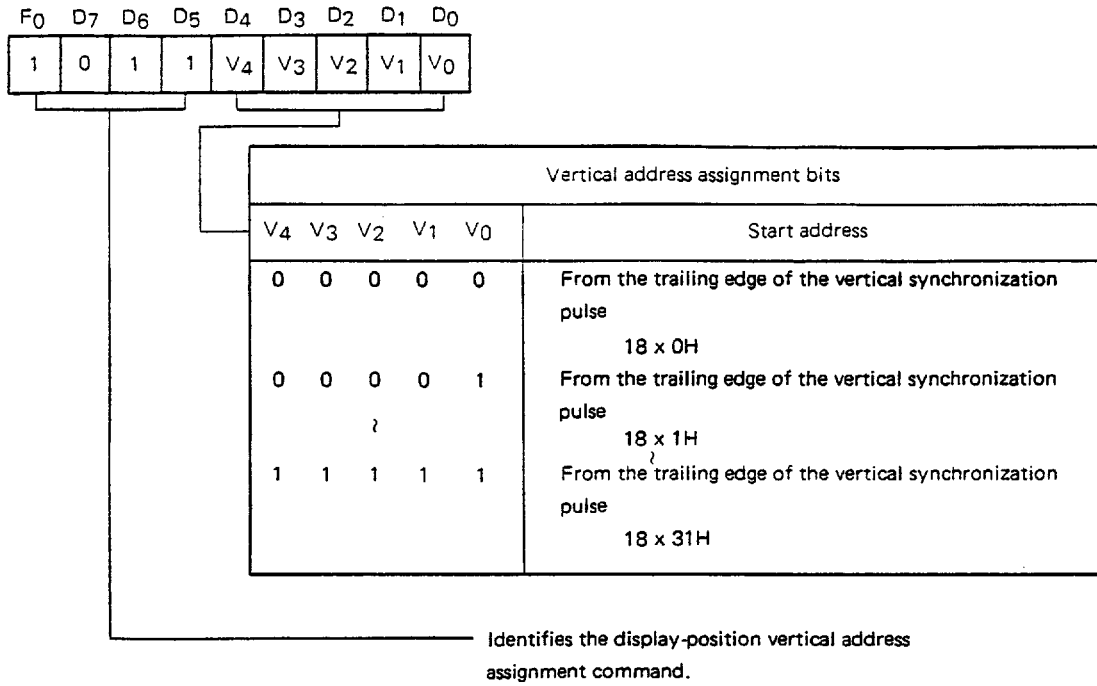 F0 D7 D6 D5 D4 D3 D2 D1 D0
1 0 1 1 V4 V3 V2 V1 V0
Vertical address assignment bits
V4 V3 V2 V1 V0 Start address
0 0 0 0 0 From the trailing edge of the vertical synchronization
pulse
18 x 0H
0 0 0 0 1 From the trailing edge of the vertical synchronization
pulse
≀ 18 x 1H
≀
1 1 1 1 1 From the trailing edge of the vertical synchronization
pulse
18 x 31H
Identifies the display-position vertical address
assignment command.